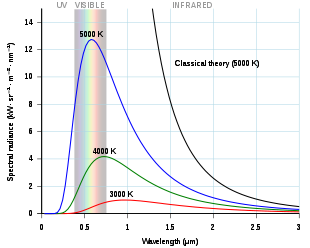 UV VISIBLE INFRARED
14
12
10
8
6
4
2
0
Spectral radiance (kW · sr⁻¹ · m⁻² · nm⁻¹)
5000 K
Classical theory (5000 K)
4000 K
3000 K
0 0.5 1 1.5 2 2.5 3
Wavelength (μm)